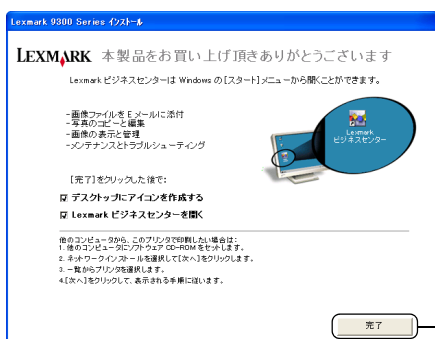 Lexmark 9300 Series インストール
LEXMARK 本製品をお買い上げ頂きありがとうございます
Lexmark ビジネスセンターは Windows の [スタート] メニューから開くことができます。
- 画像ファイルを E メールに添付
- 写真のコピーと編集
- 画像の表示と管理
- メンテナンスとトラブルシューティング
Lexmark
ビジネスセンター
[完了] をクリックした後で:
デスクトップにアイコンを作成する
Lexmark ビジネスセンターを開く
他のコンピュータから、このプリンタで印刷したい場合は:
1. 他のコンピュータにソフトウェア CD-ROM をセットします。
2. ネットワークインストールを選択して [次へ] をクリックします。
3. 一覧からプリンタを選択します。
4. [次へ] をクリックして、表示される手順に従います。
完了